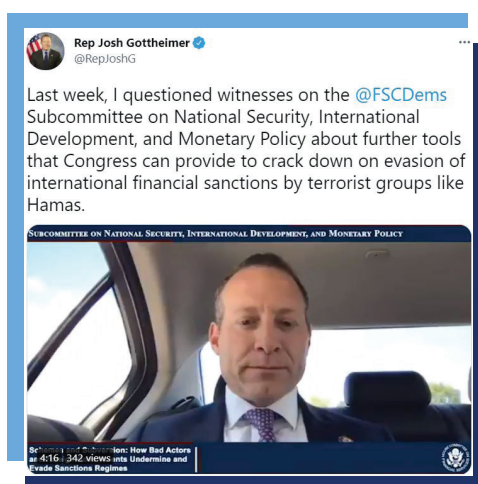 Rep Josh Gottheimer
@RepJoshG
Last week, I questioned witnesses on the @FSCDems
Subcommittee on National Security, International
Development, and Monetary Policy about further tools
that Congress can provide to crack down on evasion of
international financial sanctions by terrorist groups like
Hamas.
SUBCOMMITTEE ON NATIONAL SECURITY, INTERNATIONAL DEVELOPMENT, AND MONETARY POLICY
and Subversion: How Bad Actors
4:16 342 views
Undermine and
Evade Sanctions Regimes